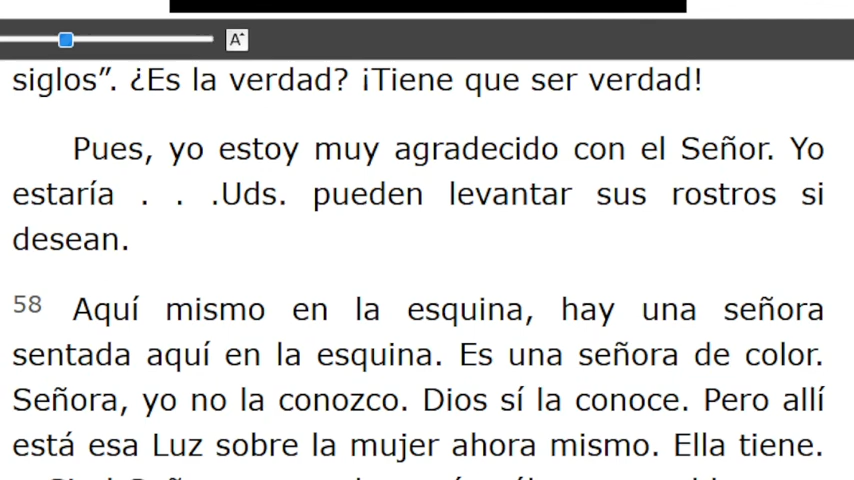 A
siglos”. ¿Es la verdad? ¡Tiene que ser verdad!
Pues, yo estoy muy agradecido con el Señor. Yo
estaría . . .Uds. pueden levantar sus rostros si
desean.
58 Aquí mismo en la esquina, hay una señora
sentada aquí en la esquina. Es una señora de color.
Señora, yo no la conozco. Dios sí la conoce. Pero allí
está esa Luz sobre la mujer ahora mismo. Ella tiene.